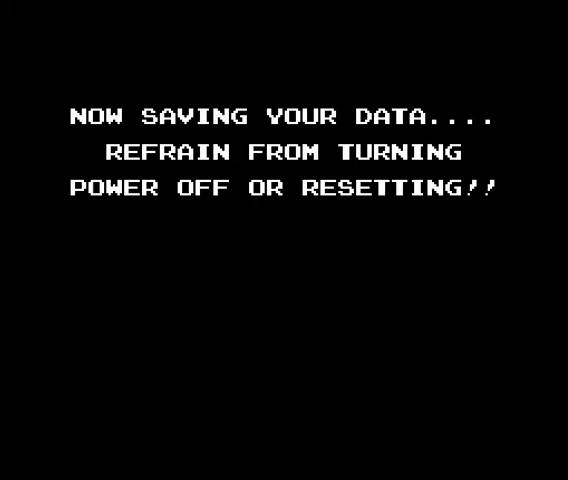 NOW SAVING YOUR DATA....
REFRAIN FROM TURNING
POWER OFF OR RESETTING!!